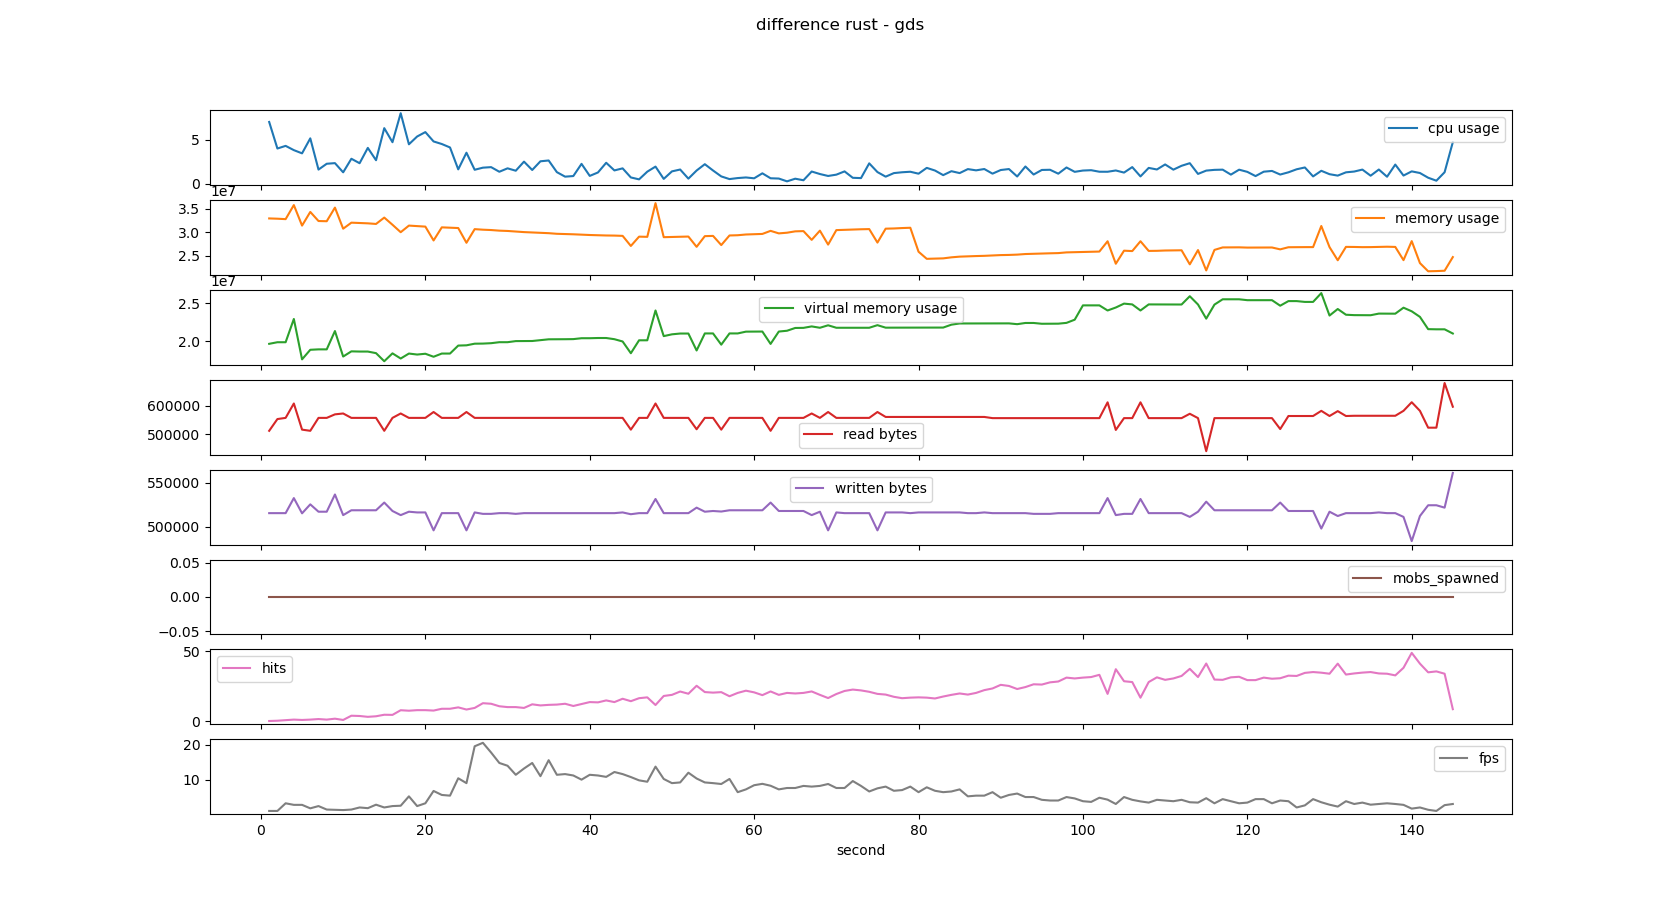 difference rust - gds
5
0
cpu usage
1e7
3.5
3.0
2.5
memory usage
1e7
2.5
2.0
virtual memory usage
600000
500000
read bytes
550000
500000
written bytes
0.05
0.00
−0.05
mobs_spawned
50
0
hits
20
10
fps
0 20 40 60 80 100 120 140
second